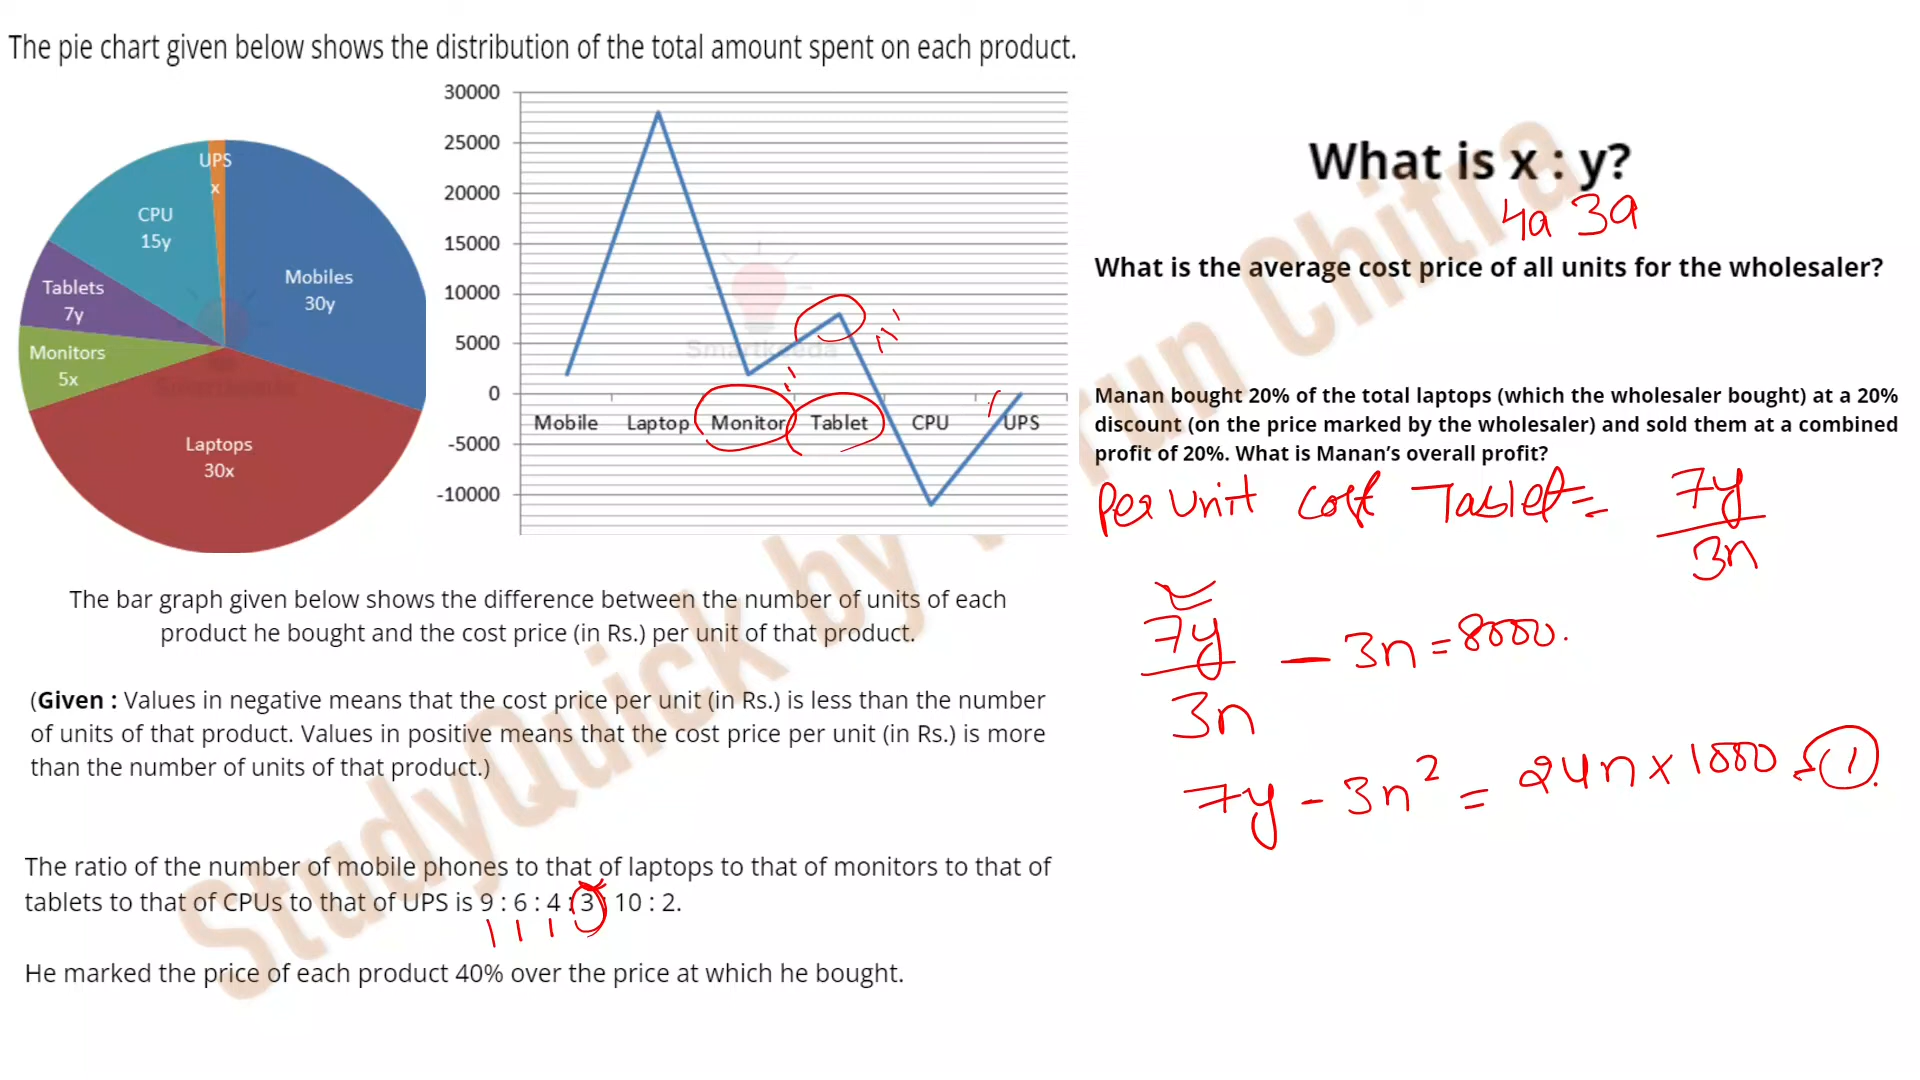 The pie chart given below shows the distribution of the total amount spent on each product.
UPS
x
CPU
15y
Tablets
7y
Monitors
5x
Mobiles
30y
Laptops
30x
30000
25000
20000
15000
10000
5000
0
-5000
-10000
Mobile Laptop Monitor Tablet CPU UPS
SmartKeeda
The bar graph given below shows the difference between the number of units of each
product he bought and the cost price (in Rs.) per unit of that product.
(Given : Values in negative means that the cost price per unit (in Rs.) is less than the number
of units of that product. Values in positive means that the cost price per unit (in Rs.) is more
than the number of units of that product.)
The ratio of the number of mobile phones to that of laptops to that of monitors to that of
tablets to that of CPUs to that of UPS is 9 : 6 : 4 : 3 : 10 : 2.
He marked the price of each product 40% over the price at which he bought.
What is x : y?
4a 3a
What is the average cost price of all units for the wholesaler?
Manan bought 20% of the total laptops (which the wholesaler bought) at a 20%
discount (on the price marked by the wholesaler) and sold them at a combined
profit of 20%. What is Manan's overall profit?
Per Unit Cost Tablet = 7y
3n
7y
3n
- 3n = 8000.
7y - 3n² = 24n x 1000 - 1
StudyQuick by
run Chitra